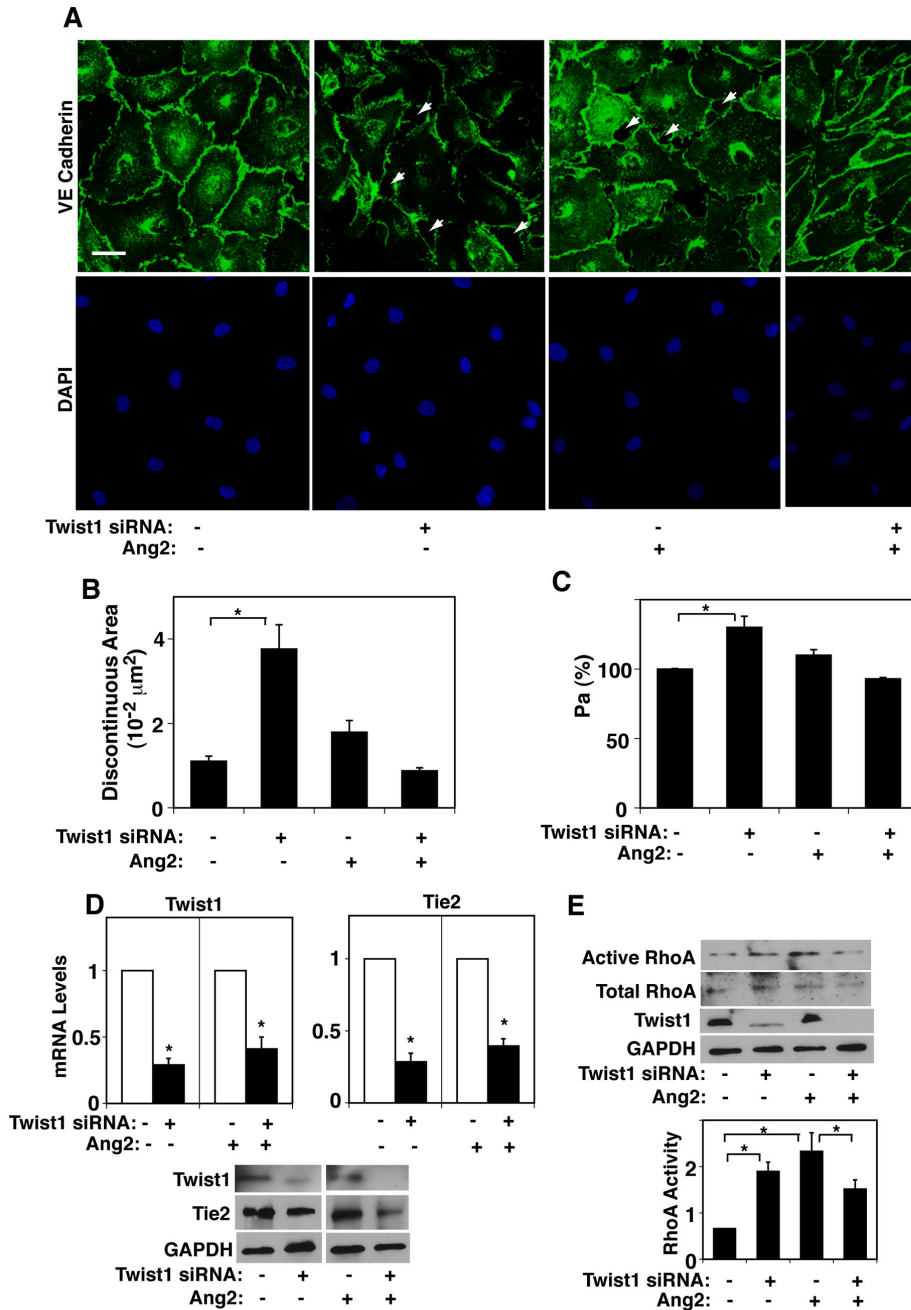 A
VE Cadherin
DAPI
Twist1 siRNA: - + - +
Ang2: - - + +
B
*
4
2
0
Discontinuous Area
(10-2 μm2)
Twist1 siRNA: - + - +
Ang2: - - + +
C
*
100
50
0
Pa (%)
Twist1 siRNA: - + - +
Ang2: - - + +
D
Twist1
1
0.5
0
mRNA Levels
* *
Twist1 siRNA: - + - +
Ang2: - - + +
Tie2
1
0.5
0
* *
- + - +
- - + +
Twist1
Tie2
GAPDH
Twist1 siRNA: - + - +
Ang2: - - + +
E
Active RhoA
Total RhoA
Twist1
GAPDH
Twist1 siRNA: - + - +
Ang2: - - + +
* * *
2
1
0
RhoA Activity
Twist1 siRNA: - + - +
Ang2: - - + +